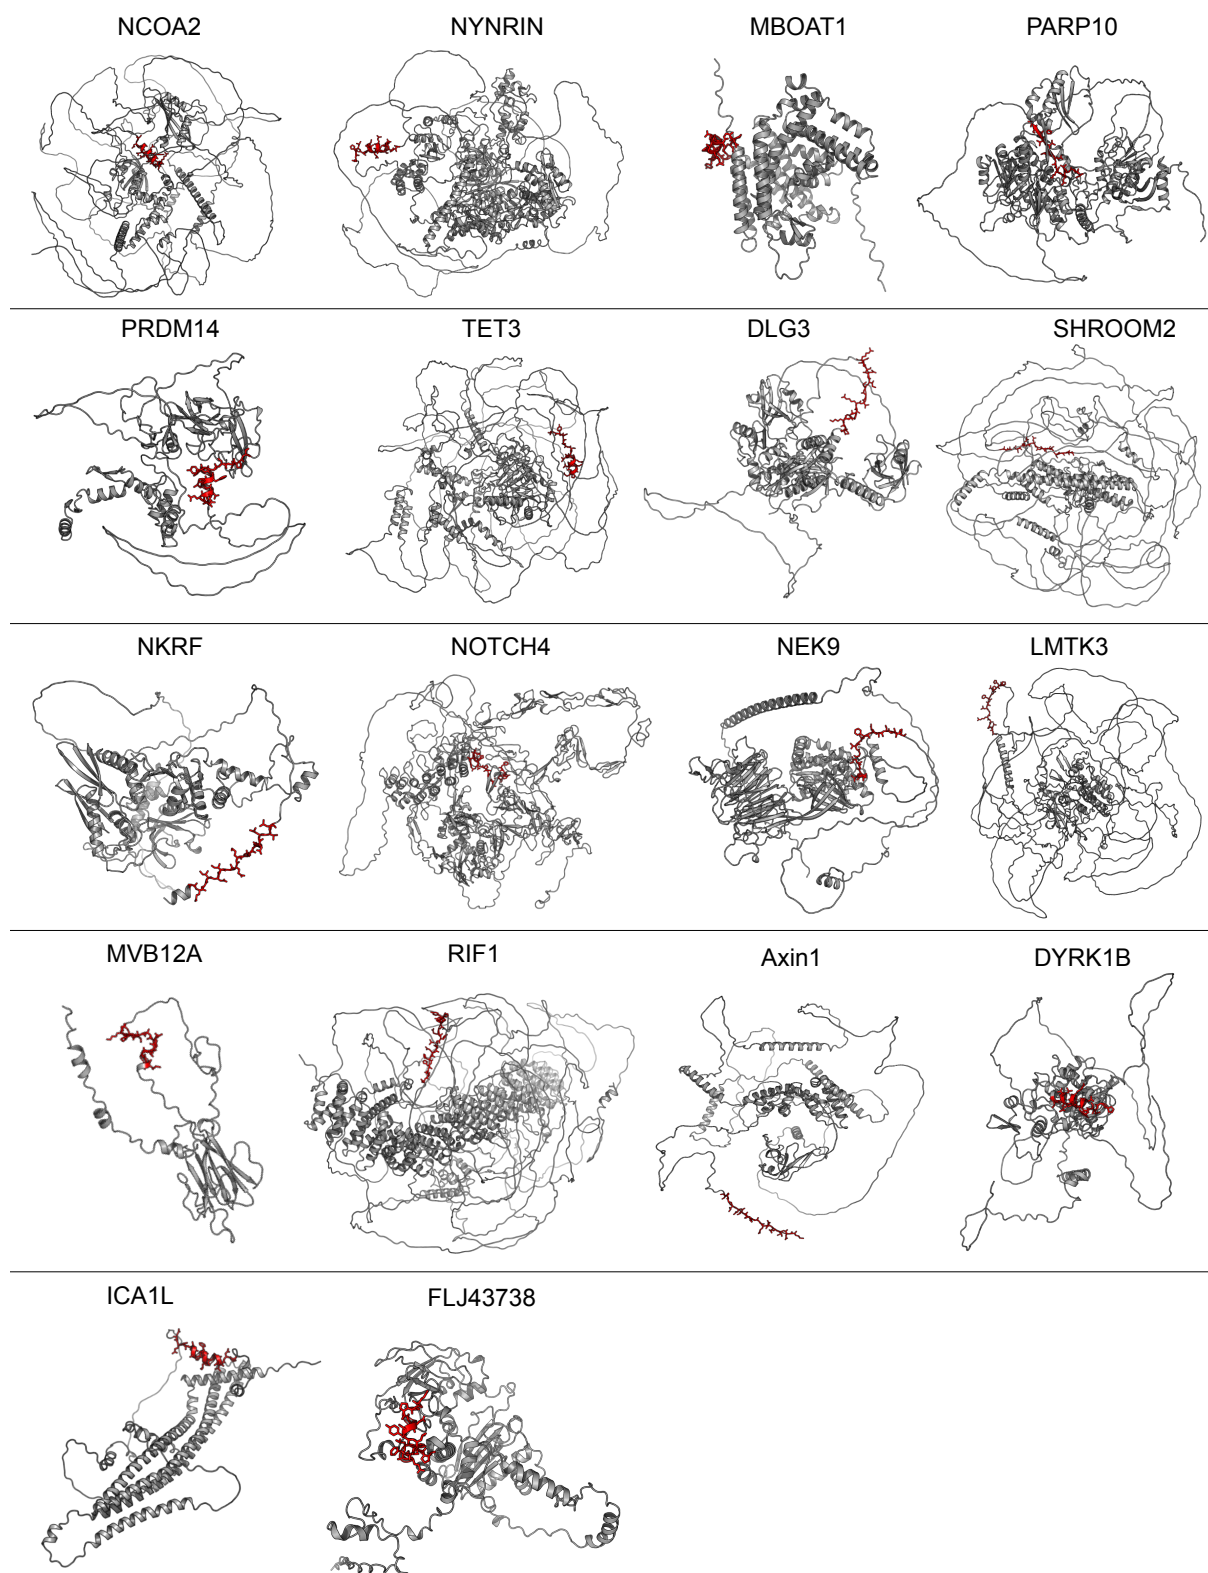 NCOA2 NYNRIN MBOAT1 PARP10
PRDM14 TET3 DLG3 SHROOM2
NKRF NOTCH4 NEK9 LMTK3
MVB12A RIF1 Axin1 DYRK1B
ICA1L FLJ43738